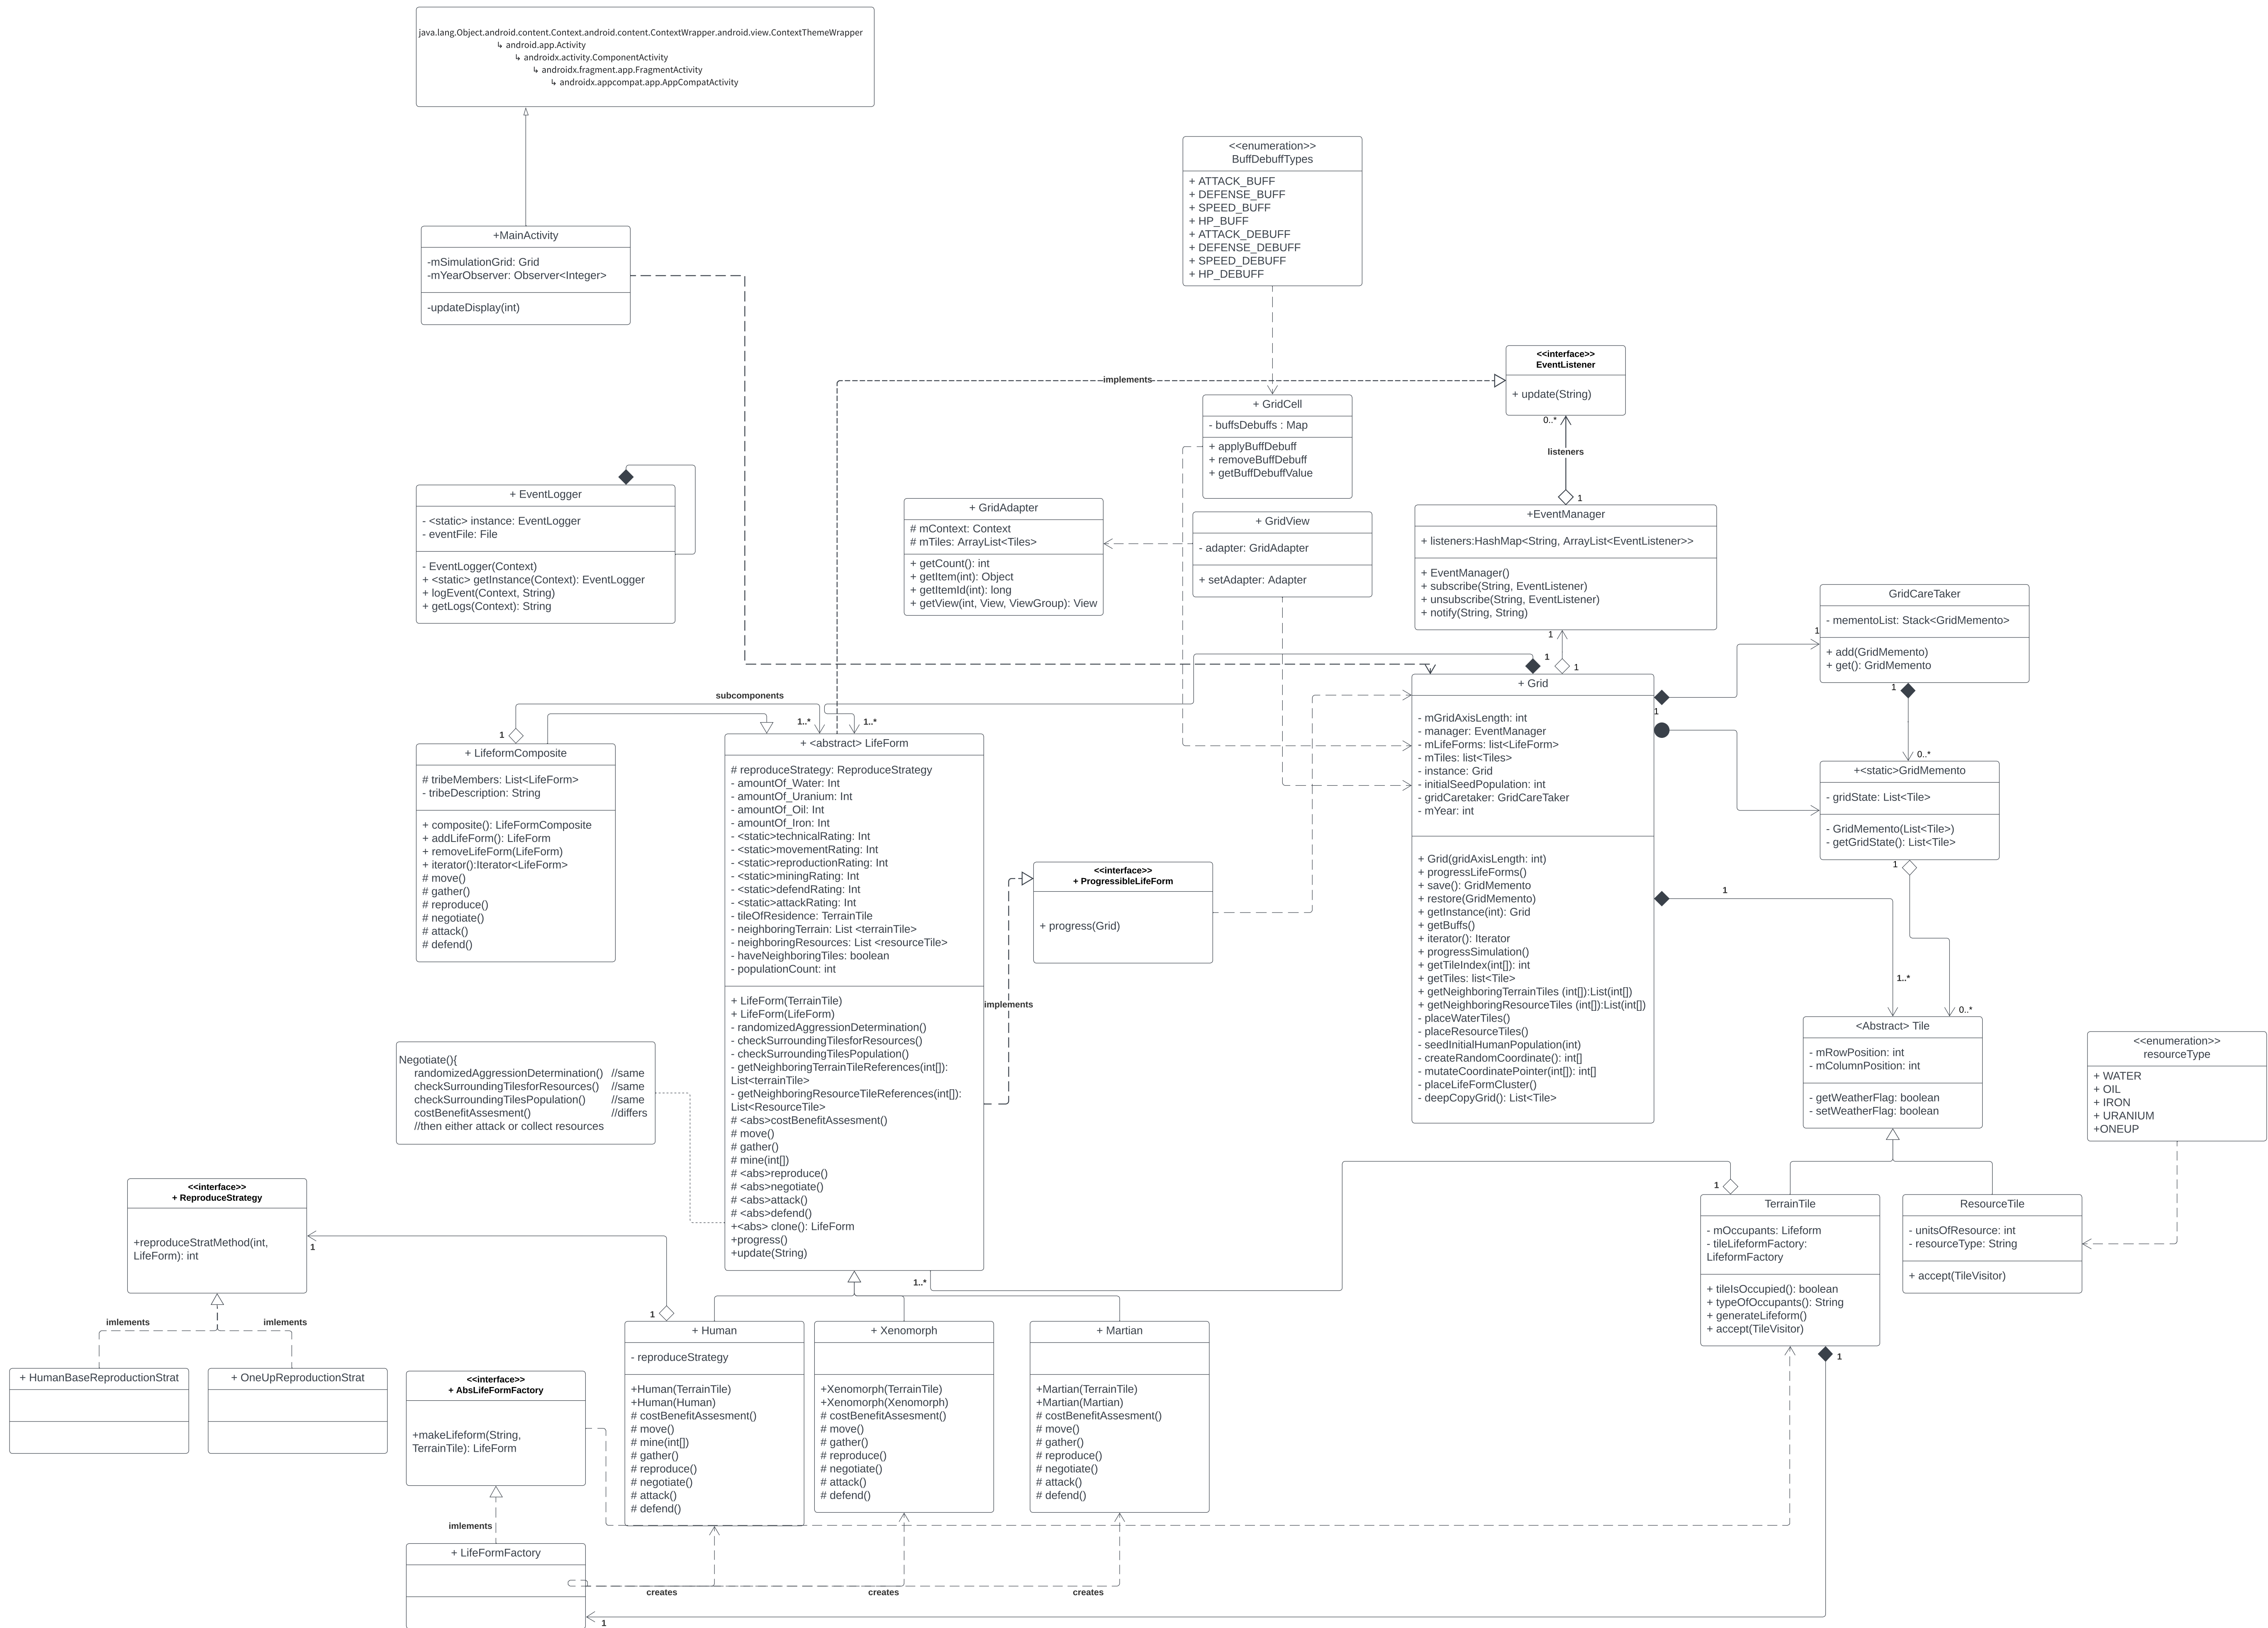 java.lang.Object.android.content.Context.android.content.ContextWrapper.android.view.ContextThemeWrapper
↳ android.app.Activity
↳ androidx.activity.ComponentActivity
↳ androidx.fragment.app.FragmentActivity
↳ androidx.appcompat.app.AppCompatActivity
+MainActivity
-mSimulationGrid: Grid
-mYearObserver: Observer<Integer>
-updateDisplay(int)
<<enumeration>>
BuffDebuffTypes
+ ATTACK_BUFF
+ DEFENSE_BUFF
+ SPEED_BUFF
+ HP_BUFF
+ ATTACK_DEBUFF
+ DEFENSE_DEBUFF
+ SPEED_DEBUFF
+ HP_DEBUFF
<<interface>>
EventListener
+ update(String)
implements
0..*
listeners
1
+ GridCell
- buffsDebuffs : Map
+ applyBuffDebuff
+ removeBuffDebuff
+ getBuffDebuffValue
+ EventLogger
- <static> instance: EventLogger
- eventFile: File
- EventLogger(Context)
+ <static> getInstance(Context): EventLogger
+ logEvent(Context, String)
+ getLogs(Context): String
+ GridAdapter
# mContext: Context
# mTiles: ArrayList<Tiles>
+ getCount(): int
+ getItem(int): Object
+ getItemId(int): long
+ getView(int, View, ViewGroup): View
+ GridView
- adapter: GridAdapter
+ setAdapter: Adapter
+EventManager
+ listeners:HashMap<String, ArrayList<EventListener>>
+ EventManager()
+ subscribe(String, EventListener)
+ unsubscribe(String, EventListener)
+ notify(String, String)
1
1
1
GridCareTaker
- mementoList: Stack<GridMemento>
+ add(GridMemento)
+ get(): GridMemento
1
1
1
0..*
subcomponents
1
1..*
1..*
+ LifeformComposite
# tribeMembers: List<LifeForm>
- tribeDescription: String
+ composite(): LifeFormComposite
+ addLifeForm(): LifeForm
+ removeLifeForm(LifeForm)
+ iterator():Iterator<LifeForm>
# move()
# gather()
# reproduce()
# negotiate()
# attack()
# defend()
+ <abstract> LifeForm
# reproduceStrategy: ReproduceStrategy
- amountOf_Water: Int
- amountOf_Uranium: Int
- amountOf_Oil: Int
- amountOf_Iron: Int
- <static>technicalRating: Int
- <static>movementRating: Int
- <static>reproductionRating: Int
- <static>miningRating: Int
- <static>defendRating: Int
- <static>attackRating: Int
- tileOfResidence: TerrainTile
- neighboringTerrain: List <terrainTile>
- neighboringResources: List <resourceTile>
- haveNeighboringTiles: boolean
- populationCount: int
+ LifeForm(TerrainTile)
+ LifeForm(LifeForm)
- randomizedAggressionDetermination()
- checkSurroundingTilesforResources()
- checkSurroundingTilesPopulation()
- getNeighboringTerrainTileReferences(int[]):
List<terrainTile>
- getNeighboringResourceTileReferences(int[]):
List<ResourceTile>
# <abs>costBenefitAssesment()
# move()
# gather()
# mine(int[])
# <abs>reproduce()
# <abs>negotiate()
# <abs>attack()
# <abs>defend()
+<abs> clone(): LifeForm
+progress()
+update(String)
<<interface>>
+ ProgressibleLifeForm
+ progress(Grid)
implements
+ Grid
- mGridAxisLength: int
- manager: EventManager
- mLifeForms: list<LifeForm>
- mTiles: list<Tiles>
- instance: Grid
- initialSeedPopulation: int
- gridCaretaker: GridCareTaker
- mYear: int
+ Grid(gridAxisLength: int)
+ progressLifeForms()
+ save(): GridMemento
+ restore(GridMemento)
+ getInstance(int): Grid
+ getBuffs()
+ iterator(): Iterator
+ progressSimulation()
+ getTileIndex(int[]): int
+ getTiles: list<Tile>
+ getNeighboringTerrainTiles (int[]):List(int[])
+ getNeighboringResourceTiles (int[]):List(int[])
- placeWaterTiles()
- placeResourceTiles()
- seedInitialHumanPopulation(int)
- createRandomCoordinate(): int[]
- mutateCoordinatePointer(int[]): int[]
- placeLifeFormCluster()
- deepCopyGrid(): List<Tile>
+<static>GridMemento
- gridState: List<Tile>
- GridMemento(List<Tile>)
- getGridState(): List<Tile>
1
1
1..*
0..*
<Abstract> Tile
- mRowPosition: int
- mColumnPosition: int
- getWeatherFlag: boolean
- setWeatherFlag: boolean
<<enumeration>>
resourceType
+ WATER
+ OIL
+ IRON
+ URANIUM
+ONEUP
Negotiate(){
randomizedAggressionDetermination() //same
checkSurroundingTilesforResources() //same
checkSurroundingTilesPopulation() //same
costBenefitAssesment() //differs
//then either attack or collect resources
<<interface>>
+ ReproduceStrategy
+reproduceStratMethod(int,
LifeForm): int
1
imlements
imlements
+ HumanBaseReproductionStrat
+ OneUpReproductionStrat
1
1..*
1
TerrainTile
- mOccupants: Lifeform
- tileLifeformFactory:
LifeformFactory
+ tileIsOccupied(): boolean
+ typeOfOccupants(): String
+ generateLifeform()
+ accept(TileVisitor)
1
ResourceTile
- unitsOfResource: int
- resourceType: String
+ accept(TileVisitor)
+ Human
- reproduceStrategy
+Human(TerrainTile)
+Human(Human)
# costBenefitAssesment()
# move()
# mine(int[])
# gather()
# reproduce()
# negotiate()
# attack()
# defend()
+ Xenomorph
+Xenomorph(TerrainTile)
+Xenomorph(Xenomorph)
# costBenefitAssesment()
# move()
# gather()
# reproduce()
# negotiate()
# attack()
# defend()
+ Martian
+Martian(TerrainTile)
+Martian(Martian)
# costBenefitAssesment()
# move()
# gather()
# reproduce()
# negotiate()
# attack()
# defend()
<<interface>>
+ AbsLifeFormFactory
+makeLifeform(String,
TerrainTile): LifeForm
imlements
+ LifeFormFactory
creates
creates
creates
1